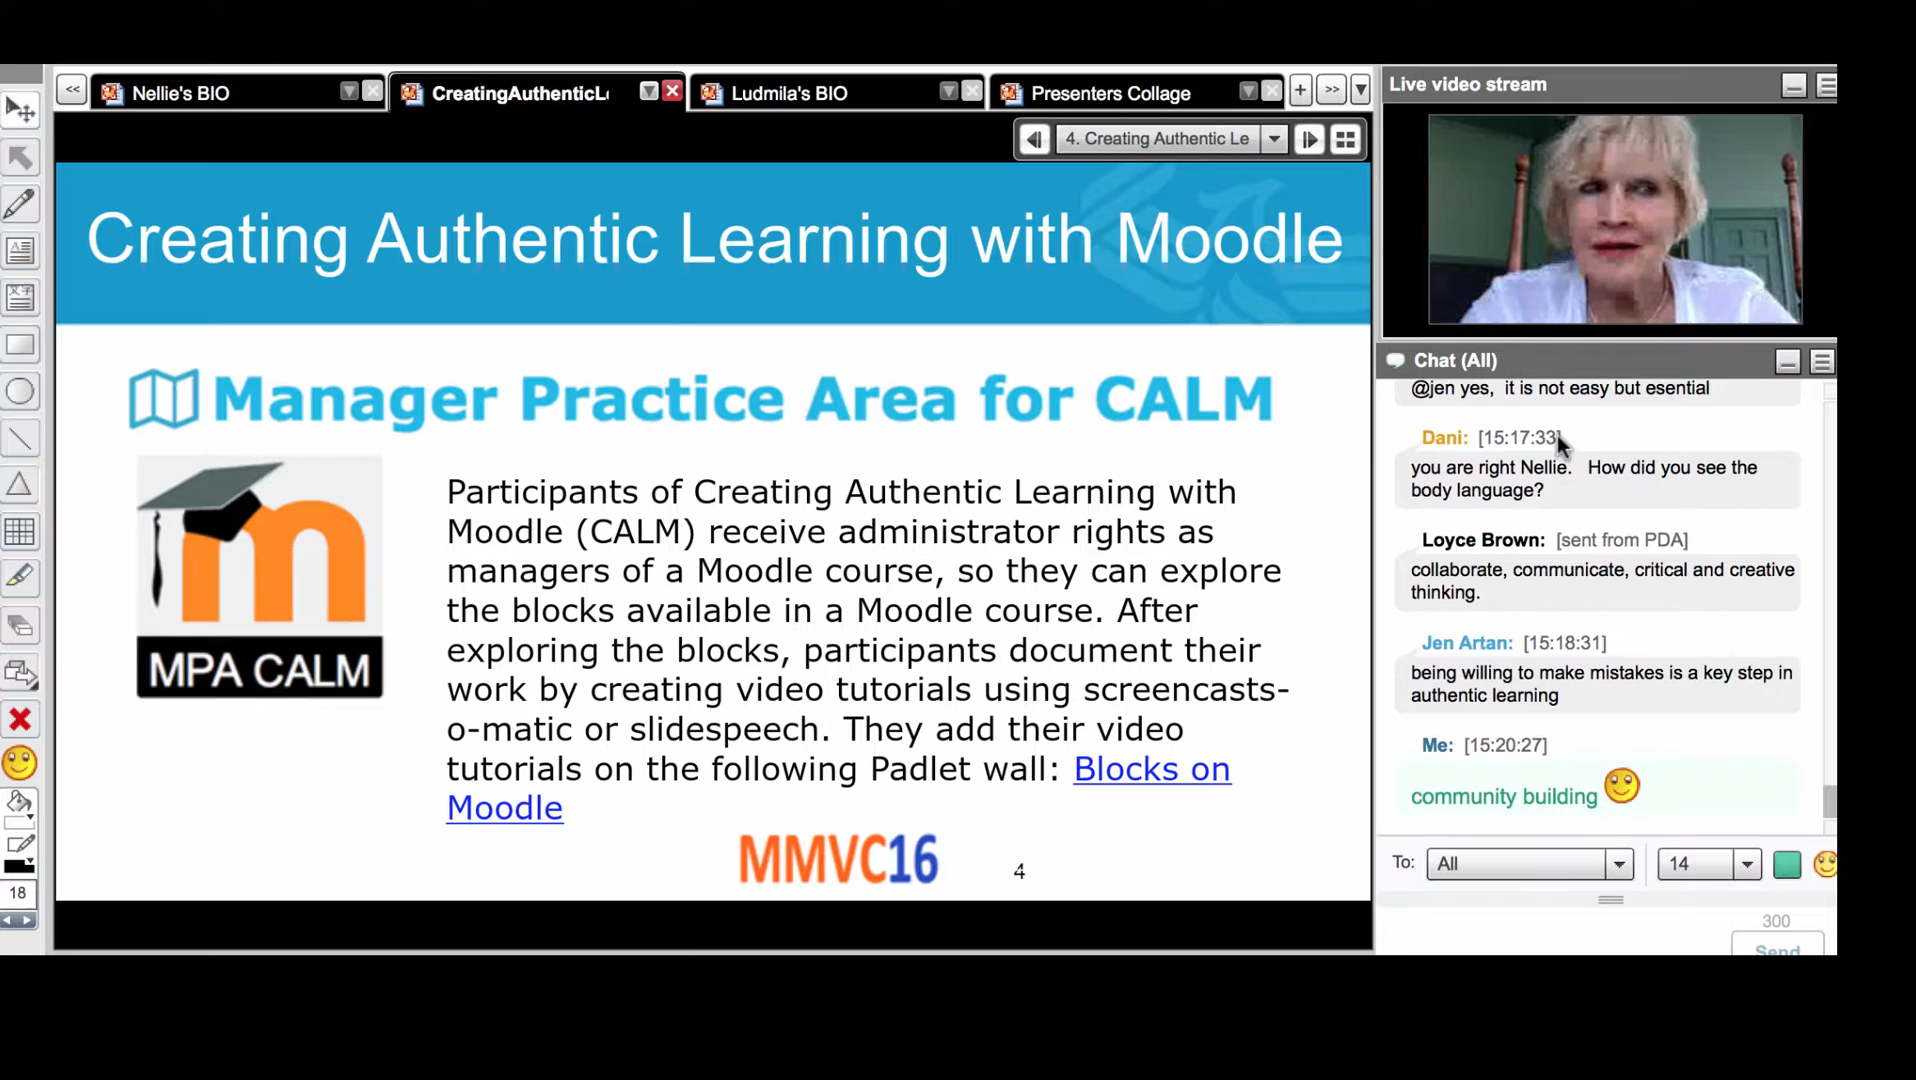 Nellie's BIO
CreatingAuthenticLe
Ludmila's BIO
Presenters Collage
4. Creating Authentic Le
Creating Authentic Learning with Moodle
Manager Practice Area for CALM
m
MPA CALM
Participants of Creating Authentic Learning with
Moodle (CALM) receive administrator rights as
managers of a Moodle course, so they can explore
the blocks available in a Moodle course. After
exploring the blocks, participants document their
work by creating video tutorials using screencasts-
o-matic or slidespeech. They add their video
tutorials on the following Padlet wall: Blocks on
Moodle
MMVC16
4
18
Live video stream
Chat (All)
@jen yes, it is not easy but esential
Dani: [15:17:33]
you are right Nellie. How did you see the
body language?
Loyce Brown: [sent from PDA]
collaborate, communicate, critical and creative
thinking.
Jen Artan: [15:18:31]
being willing to make mistakes is a key step in
authentic learning
Me: [15:20:27]
community building
To: All 14
300
Send